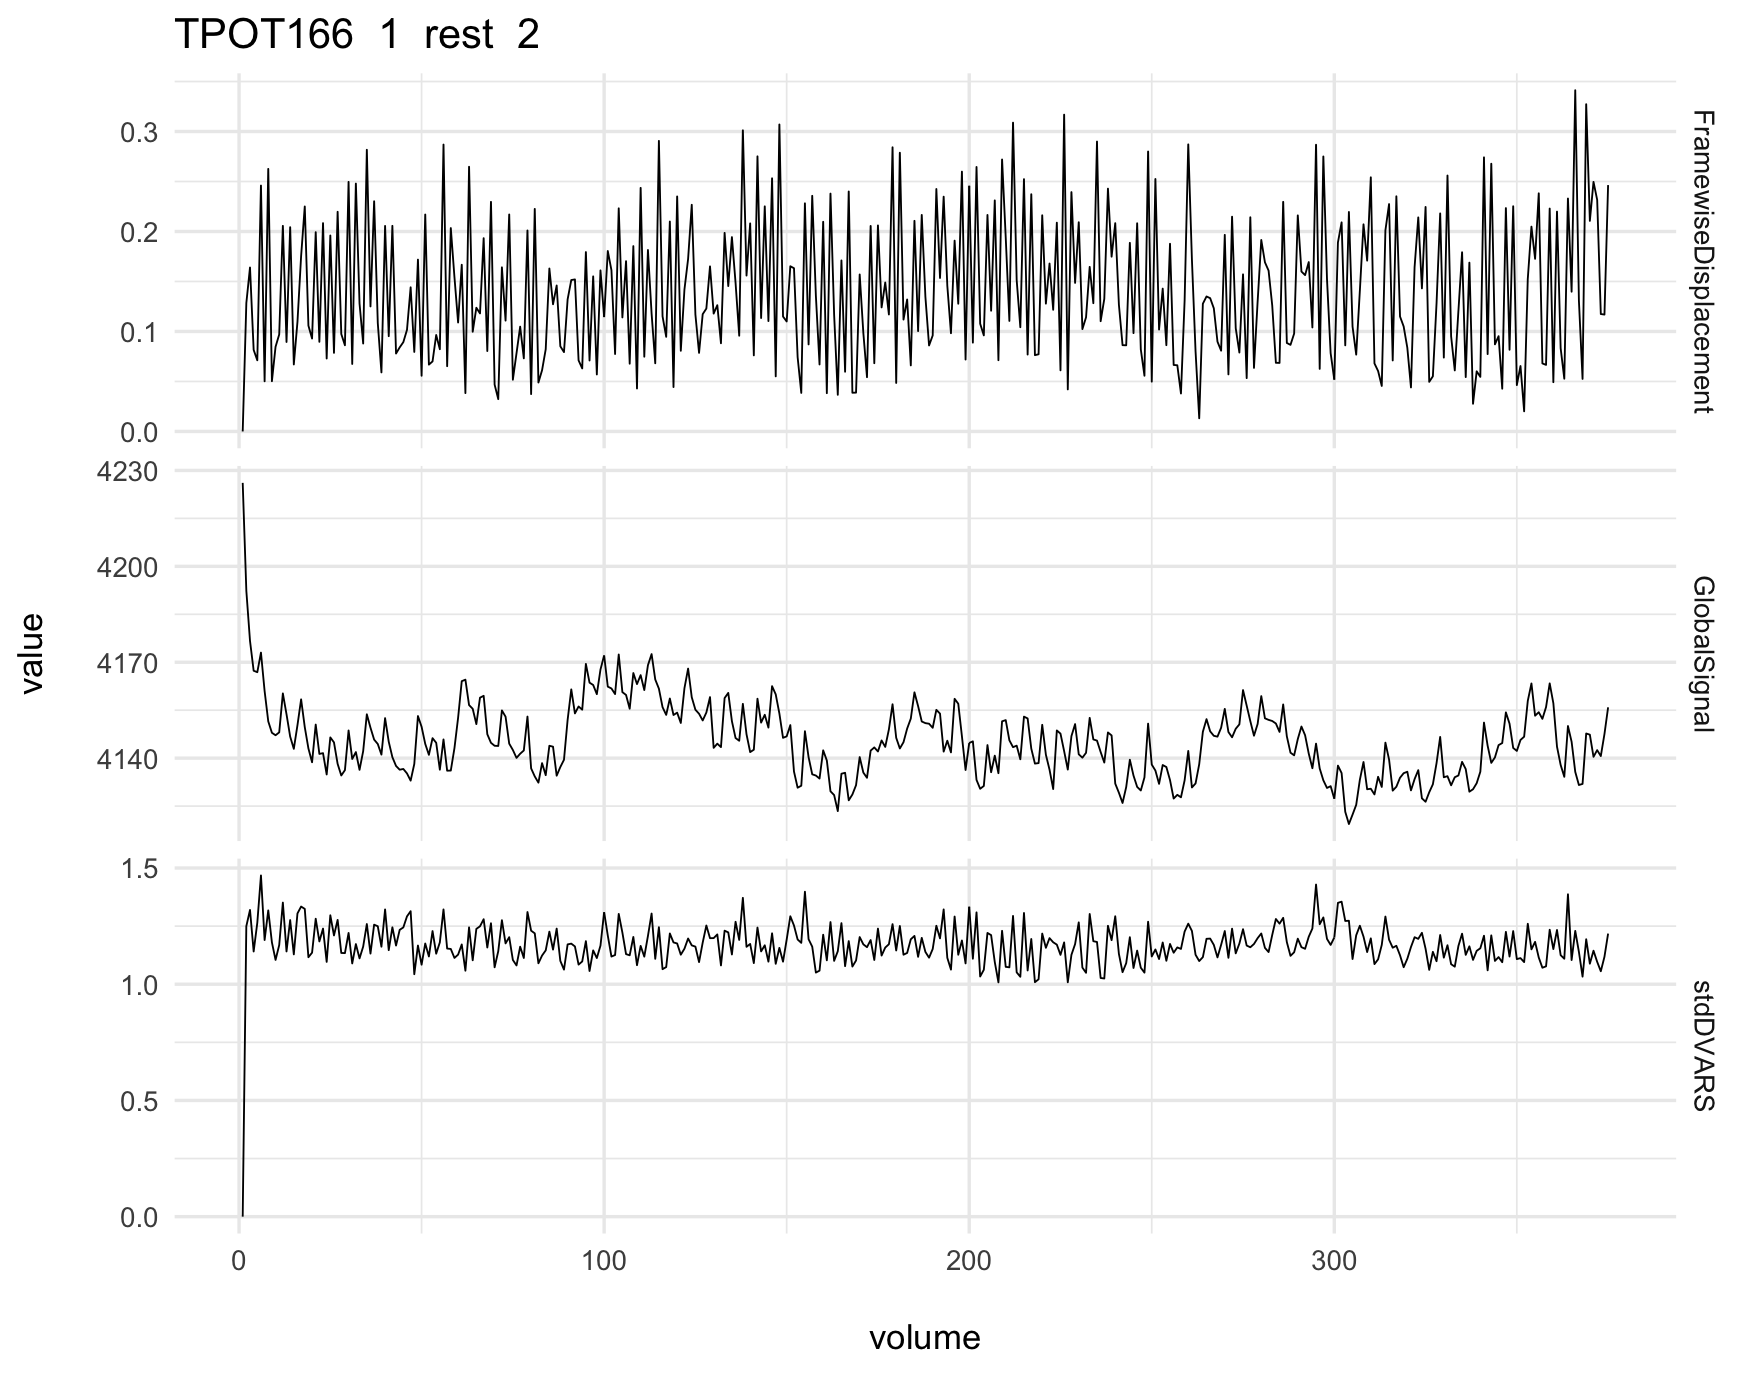 TPOT166 1 rest 2
0.3
0.2
0.1
0.0
FramewiseDisplacement
4230
4200
4170
4140
GlobalSignal
value
1.5
1.0
0.5
0.0
stdDVARS
0 100 200 300
volume